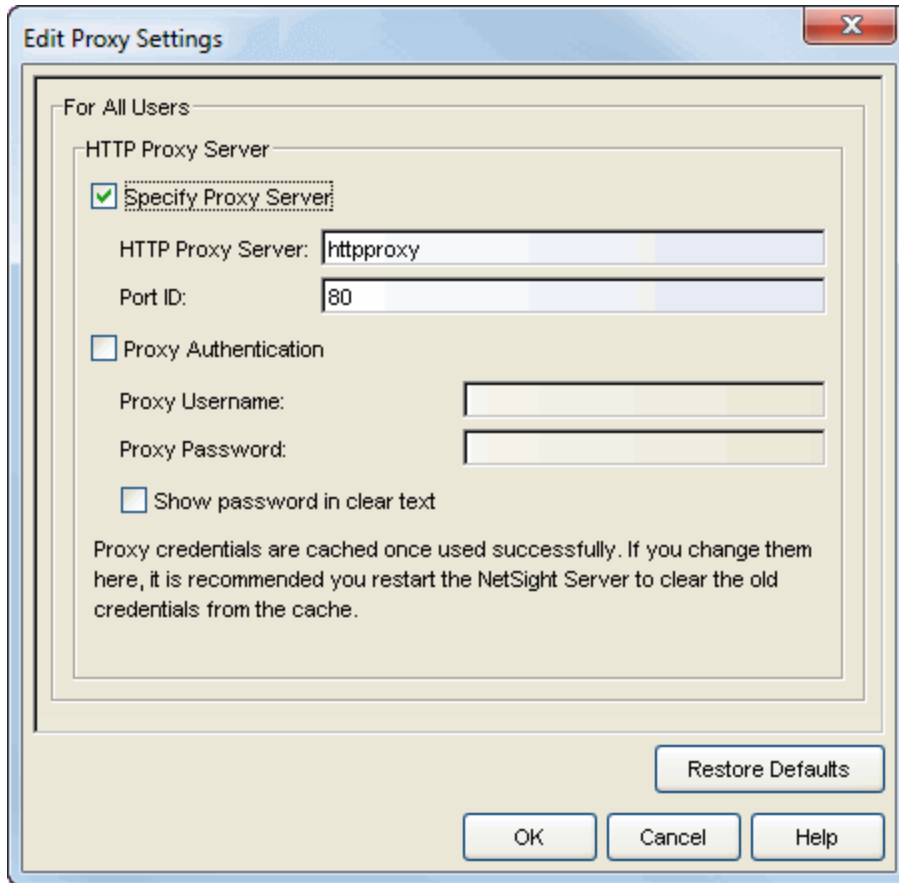 Edit Proxy Settings
For All Users
HTTP Proxy Server
Specify Proxy Server
HTTP Proxy Server: httpproxy
Port ID: 80
Proxy Authentication
Proxy Username:
Proxy Password:
Show password in clear text
Proxy credentials are cached once used successfully. If you change them
here, it is recommended you restart the NetSight Server to clear the old
credentials from the cache.
Restore Defaults
OK Cancel Help